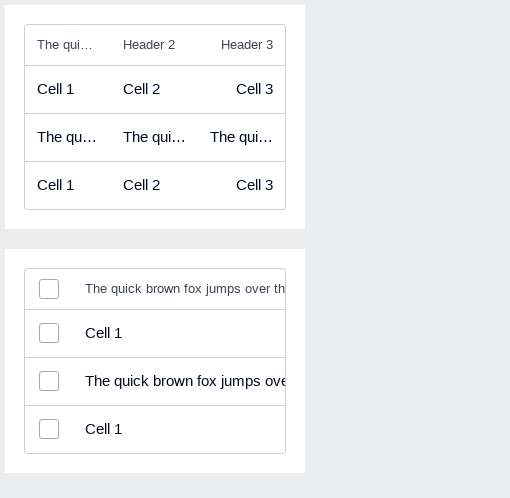 The qui… Header 2 Header 3
Cell 1 Cell 2 Cell 3
The qu… The qui… The qui…
Cell 1 Cell 2 Cell 3
The quick brown fox jumps over th
Cell 1
The quick brown fox jumps ove
Cell 1